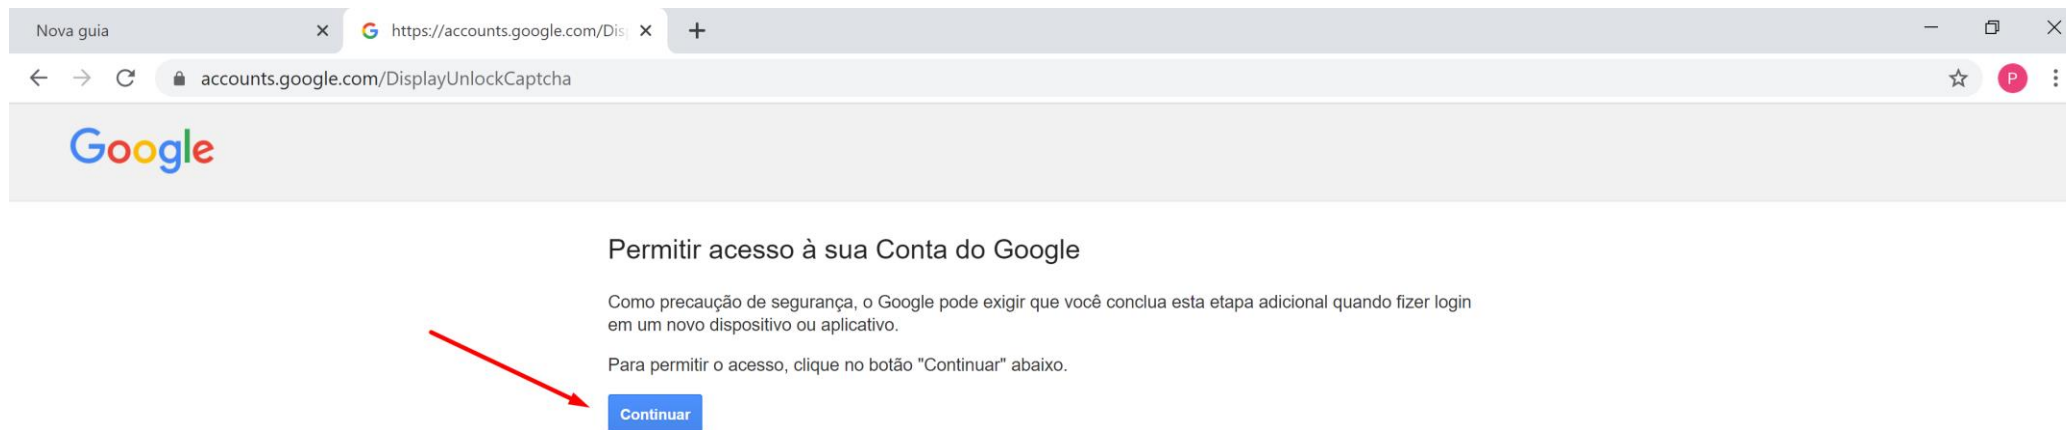 Nova guia
https://accounts.google.com/Dis
accounts.google.com/DisplayUnlockCaptcha
P
Google
Permitir acesso à sua Conta do Google
Como precaução de segurança, o Google pode exigir que você conclua esta etapa adicional quando fizer login
em um novo dispositivo ou aplicativo.
Para permitir o acesso, clique no botão "Continuar" abaixo.
Continuar